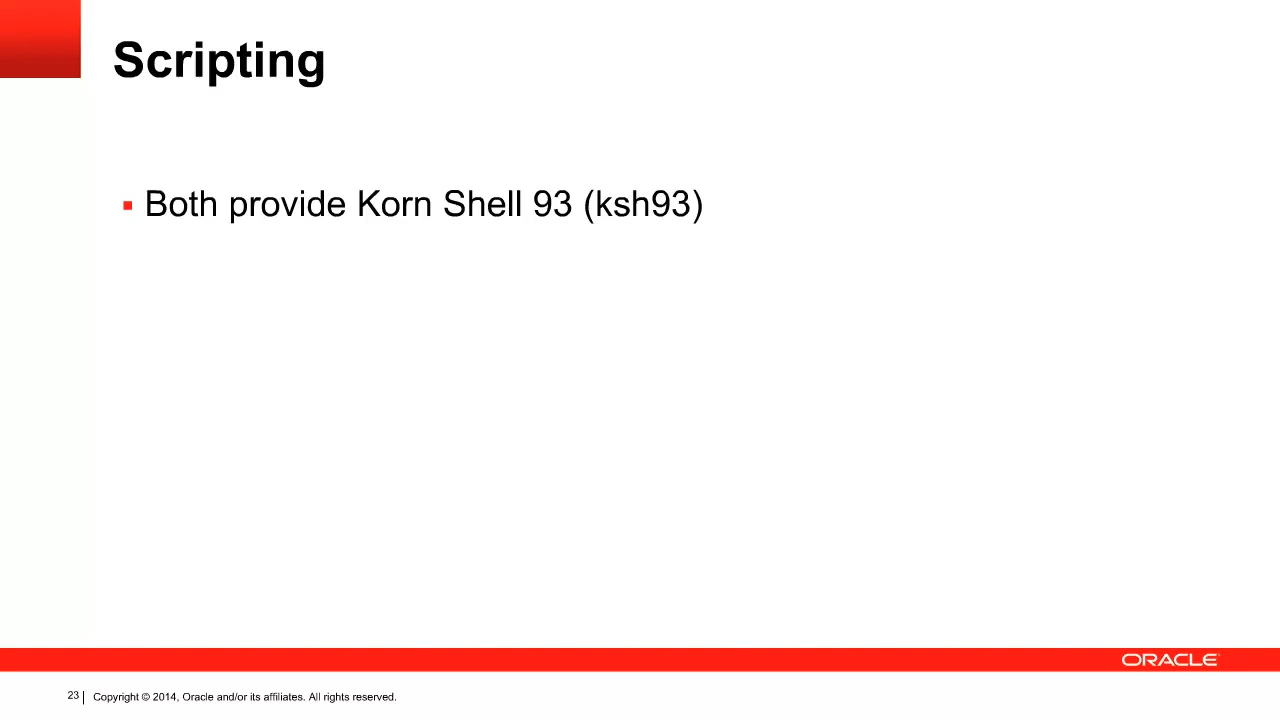 Scripting
Both provide Korn Shell 93 (ksh93)
ORACLE
23 Copyright © 2014, Oracle and/or its affiliates. All rights reserved.